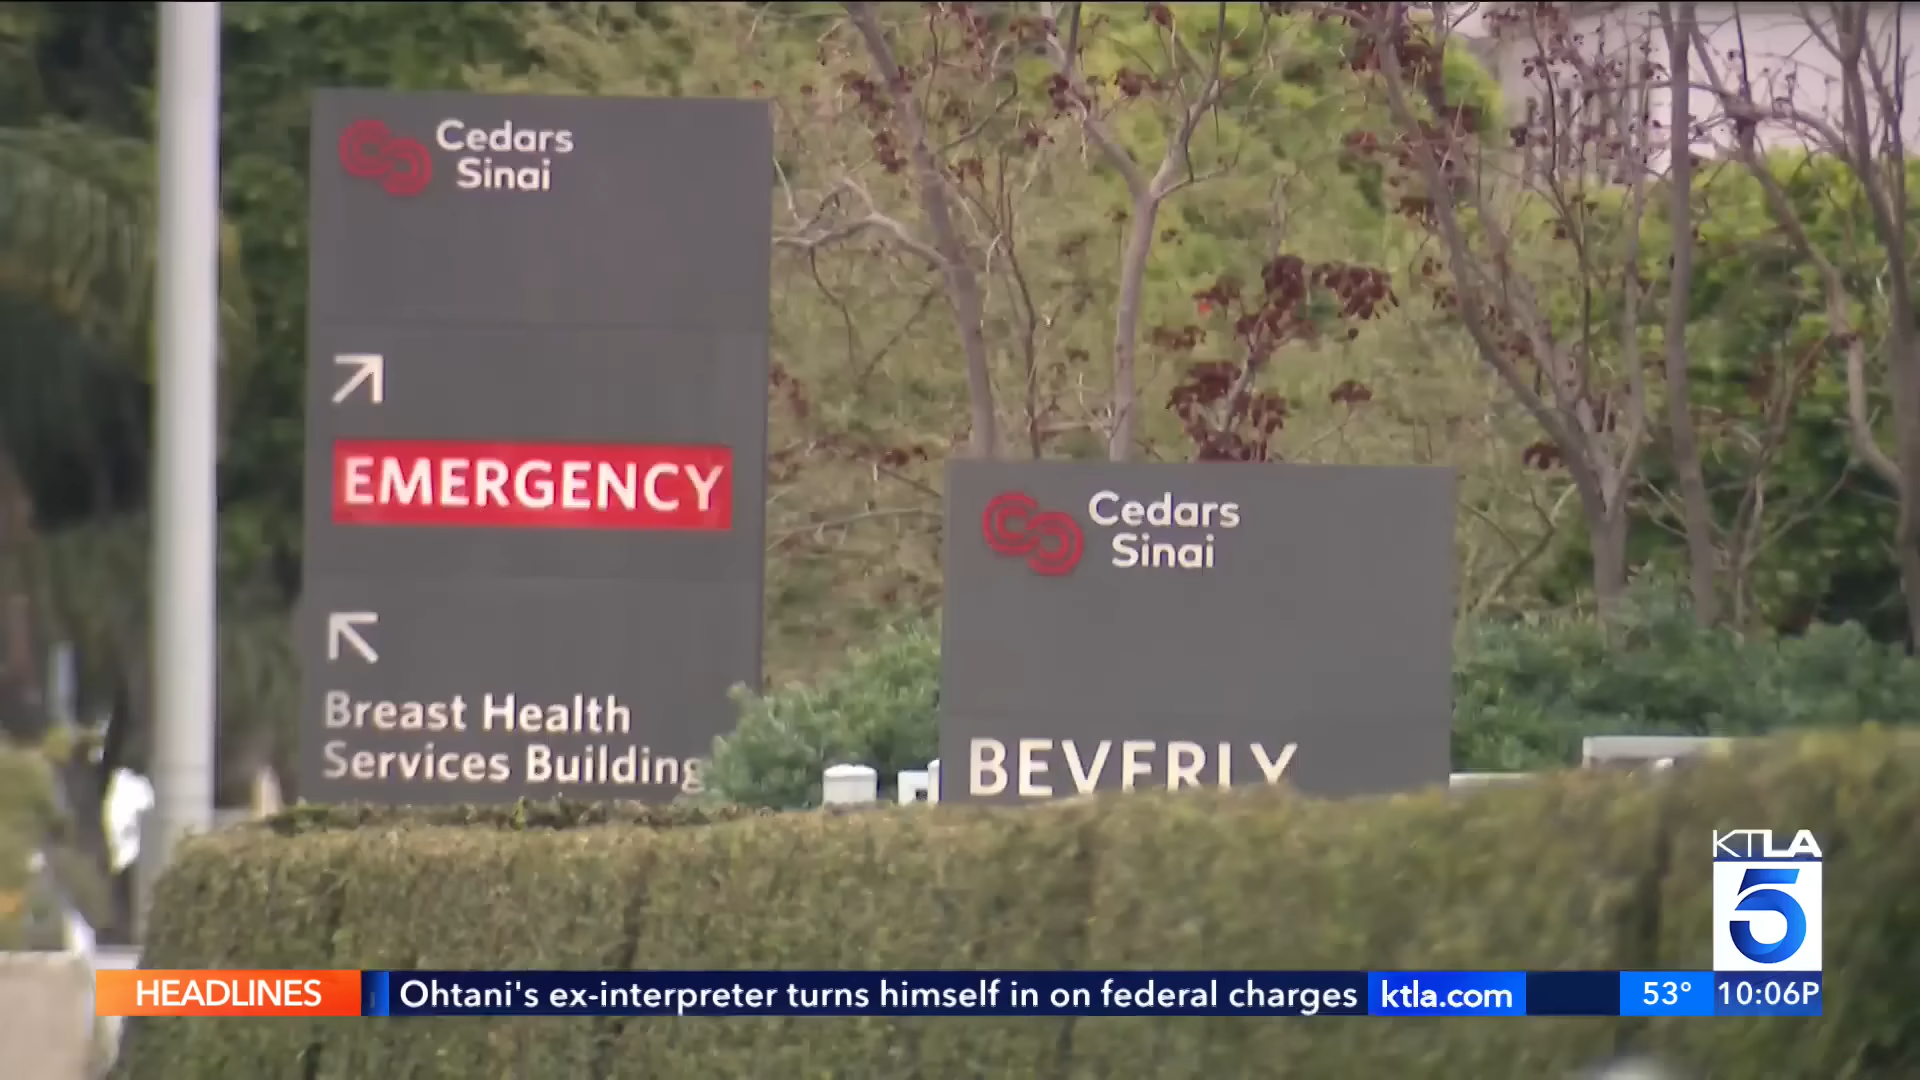 Cedars
Sinai
EMERGENCY
Breast Health
Services Building
Cedars
Sinai
BEVERLY
KTLA
5
HEADLINES
Ohtani's ex-interpreter turns himself in on federal charges
ktla.com
53°
10:06P